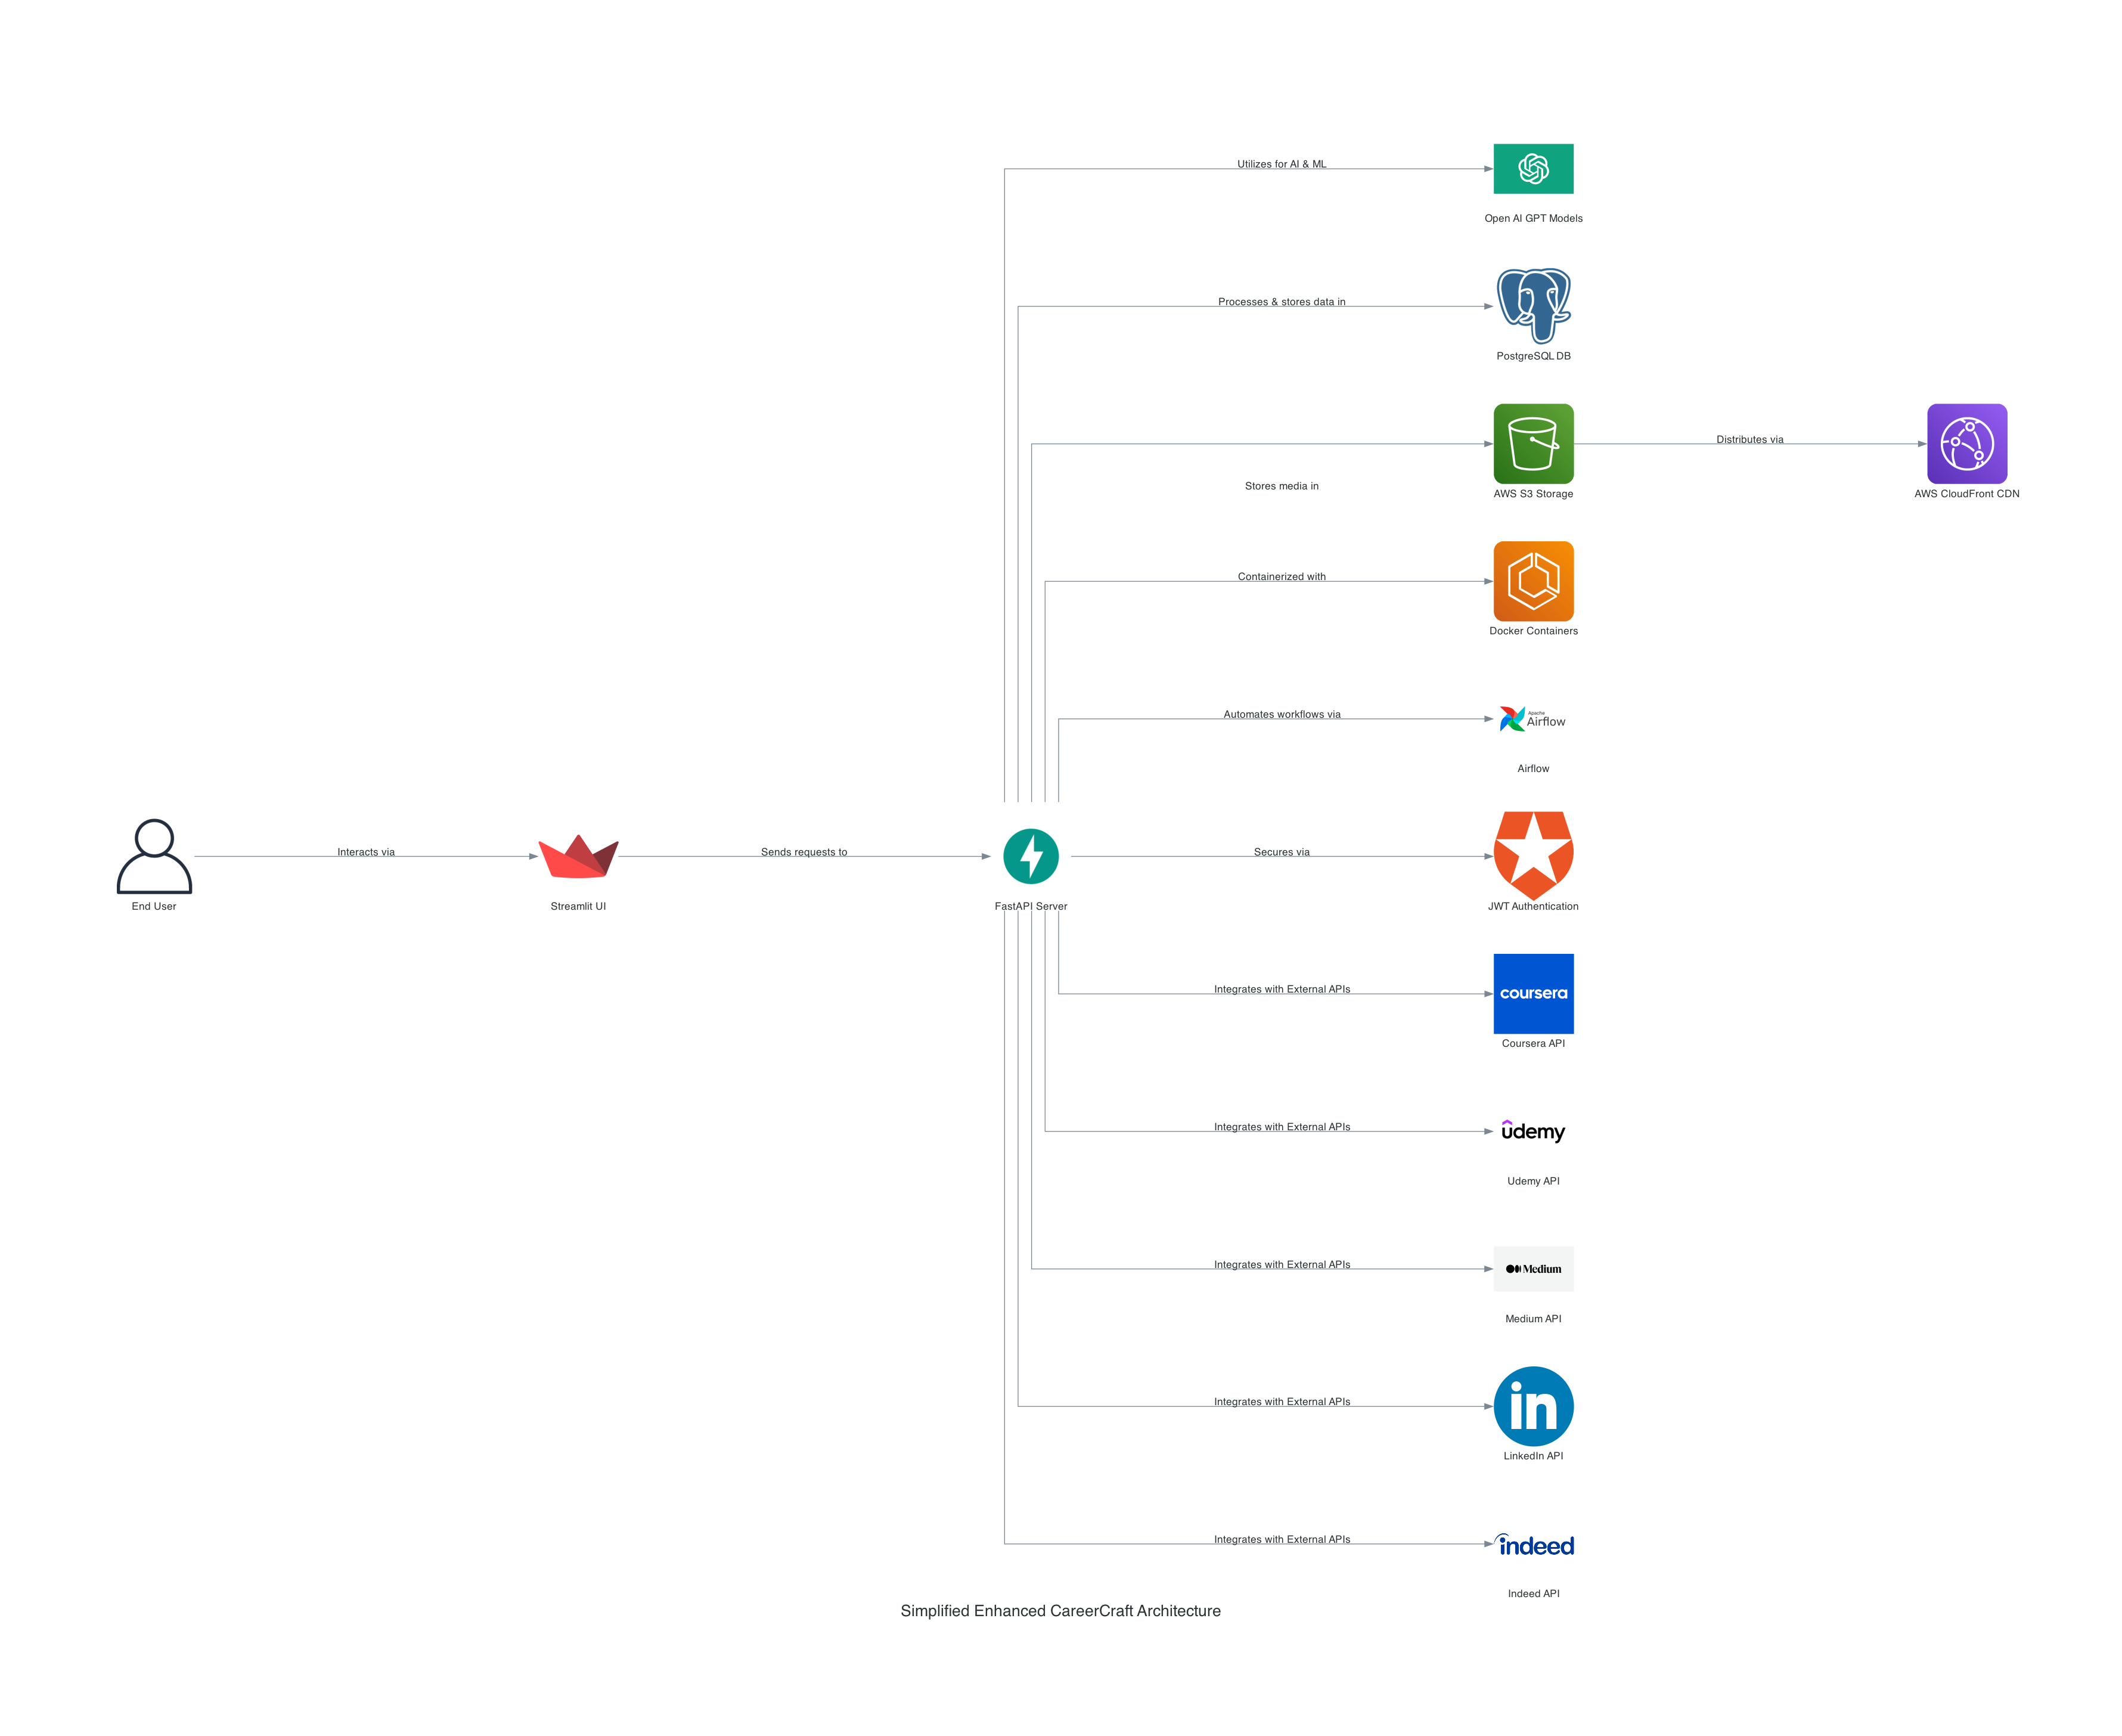 Utilizes for AI & ML
Open AI GPT Models
Processes & stores data in
PostgreSQL DB
Distributes via
Stores media in
AWS S3 Storage
AWS CloudFront CDN
Containerized with
Docker Containers
Automates workflows via
Apache
Airflow
Airflow
Interacts via
Sends requests to
Secures via
End User
Streamlit UI
FastAPI Server
JWT Authentication
Integrates with External APIs
coursera
Coursera API
Integrates with External APIs
udemy
Udemy API
Integrates with External APIs
Medium
Medium API
Integrates with External APIs
in
LinkedIn API
Integrates with External APIs
indeed
Indeed API
Simplified Enhanced CareerCraft Architecture